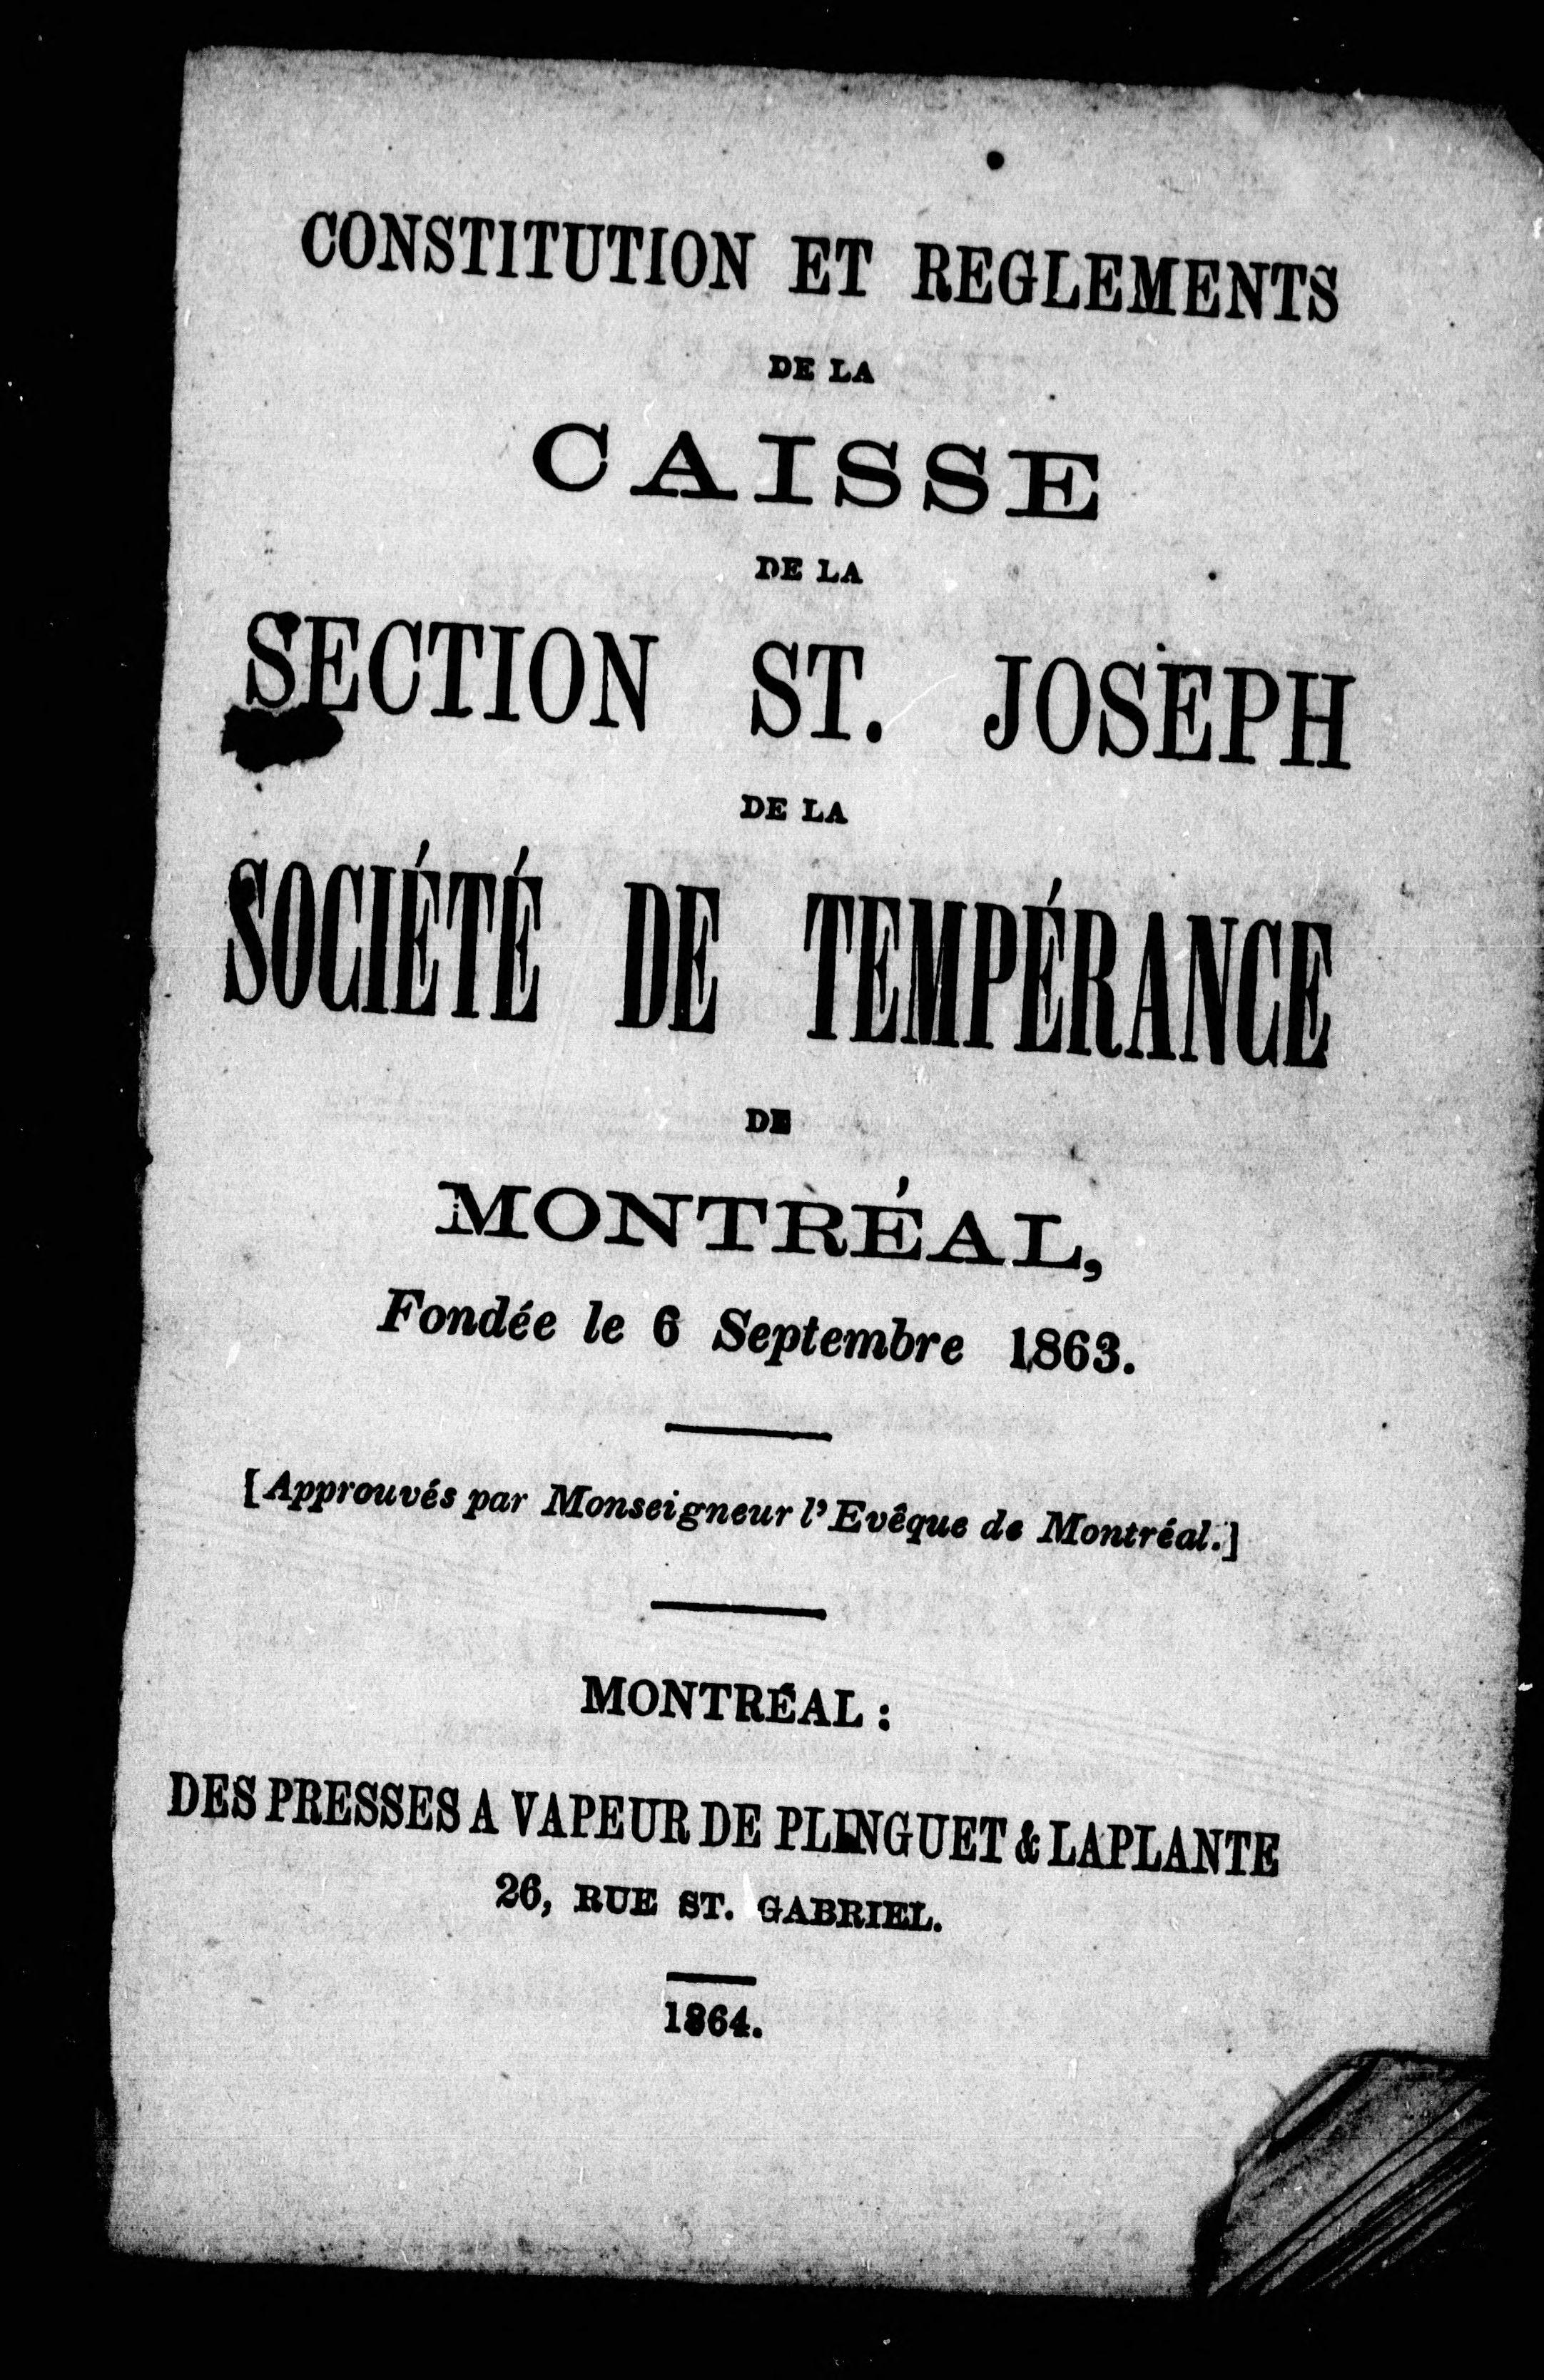 CONSTITUTION ET REGLEMENTS
DE LA
CAISSE
DE LA
SECTION ST. JOSEPH
DE LA
SOCIÉTÉ DE TEMPÉRANCE
DE
MONTRÉAL,
Fondée le 6 Septembre 1863.
[Approuvés par Monseigneur l'Evêque de Montréal.]
MONTRÉAL :
DES PRESSES A VAPEUR DE PLINGUET & LAPLANTE
26, RUE ST. GABRIEL.
1864.